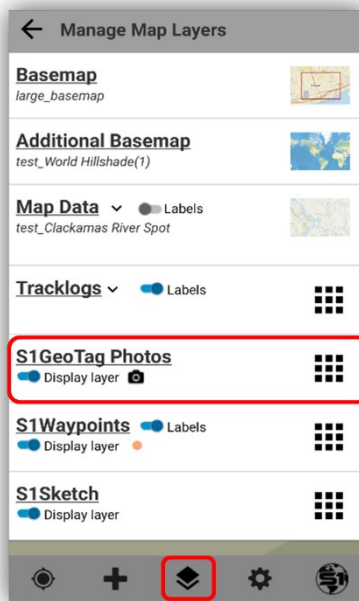 Manage Map Layers
Basemap
large_basemap
Additional Basemap
test_World Hillshade(1)
Map Data Labels
test_Clackamas River Spot
Tracklogs Labels
S1GeoTag Photos
Display layer
S1Waypoints Labels
Display layer
S1Sketch
Display layer
S1